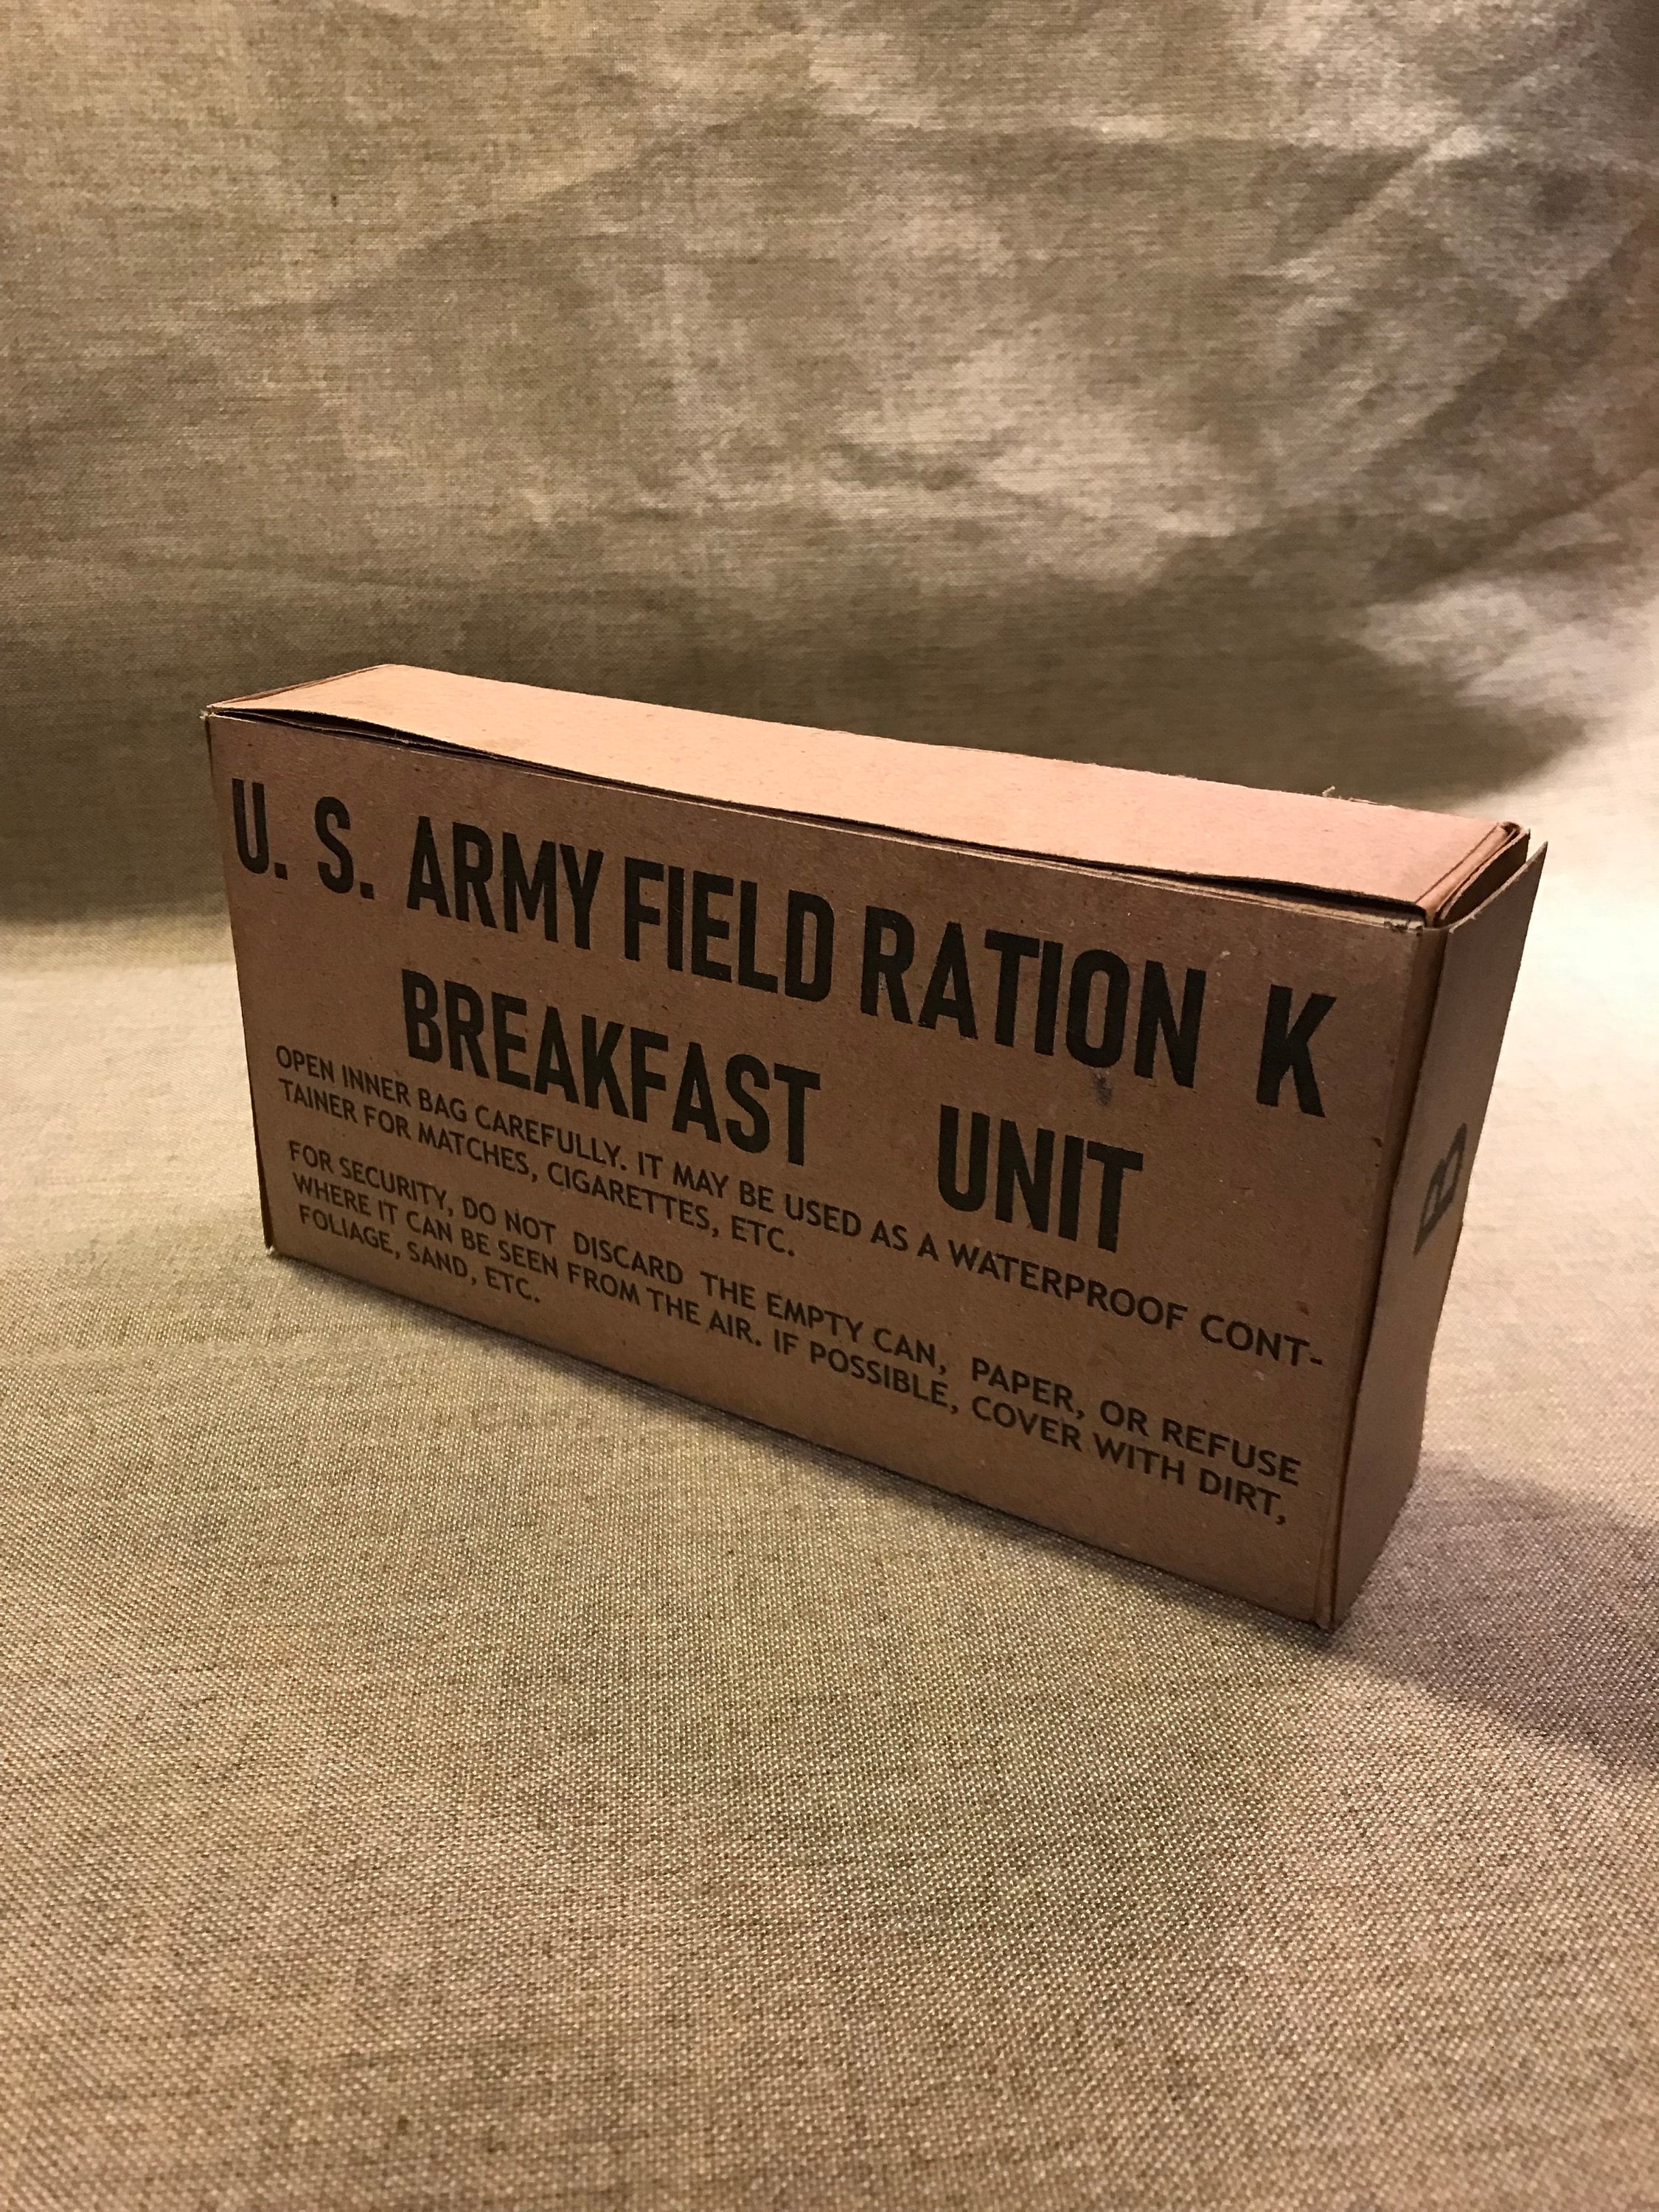 U. S. ARMY FIELD RATION K
BREAKFAST UNIT
OPEN INNER BAG CAREFULLY. IT MAY BE USED AS A WATERPROOF CONT-
TAINER FOR MATCHES, CIGARETTES, ETC.
FOR SECURITY, DO NOT DISCARD THE EMPTY CAN, PAPER, OR REFUSE
WHERE IT CAN BE SEEN FROM THE AIR. IF POSSIBLE, COVER WITH DIRT,
FOLIAGE, SAND, ETC.
B